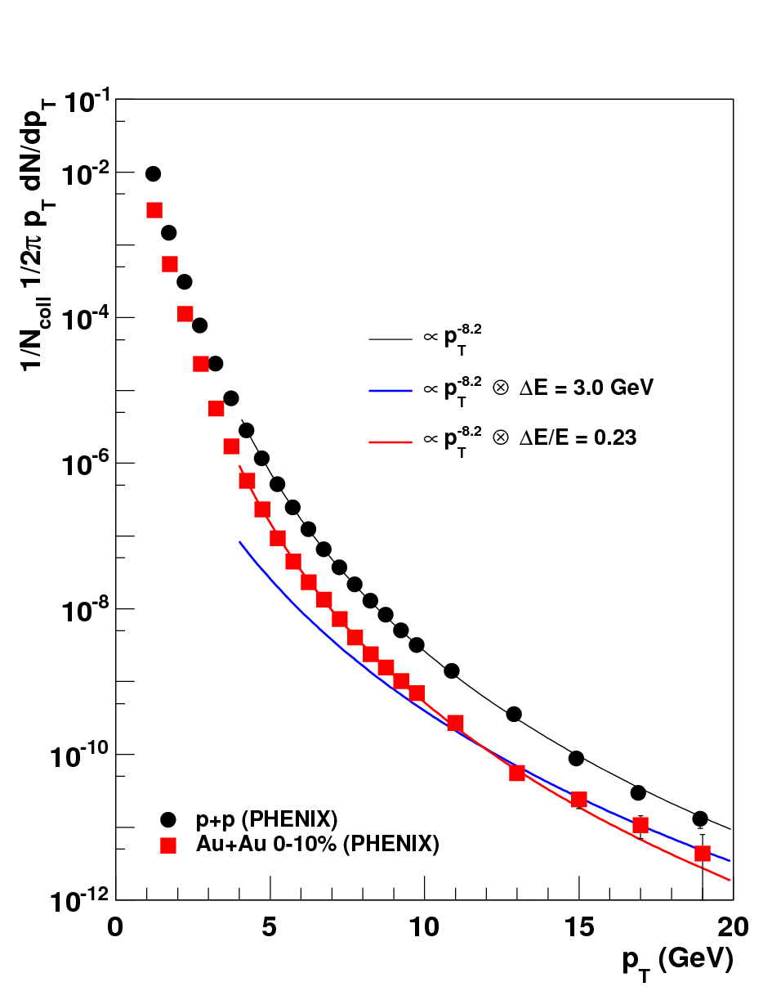 1/N_coll 1/2π p_T dN/dp_T
10^-1
10^-2
10^-4
10^-6
10^-8
10^-10
10^-12
∝ p_T^-8.2
∝ p_T^-8.2 ⊗ ΔE = 3.0 GeV
∝ p_T^-8.2 ⊗ ΔE/E = 0.23
p+p (PHENIX)
Au+Au 0-10% (PHENIX)
0 5 10 15 20
p_T (GeV)